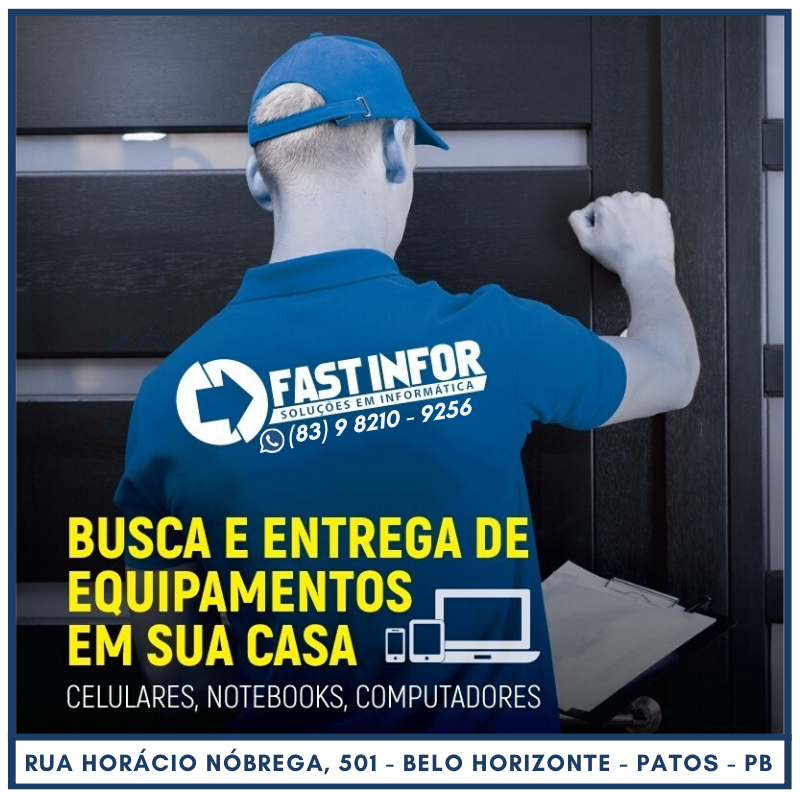 FAST INFOR
SOLUÇÕES EM INFORMÁTICA
(83) 9 8210 - 9256
BUSCA E ENTREGA DE
EQUIPAMENTOS
EM SUA CASA
CELULARES, NOTEBOOKS, COMPUTADORES
RUA HORÁCIO NÓBREGA, 501 - BELO HORIZONTE - PATOS - PB